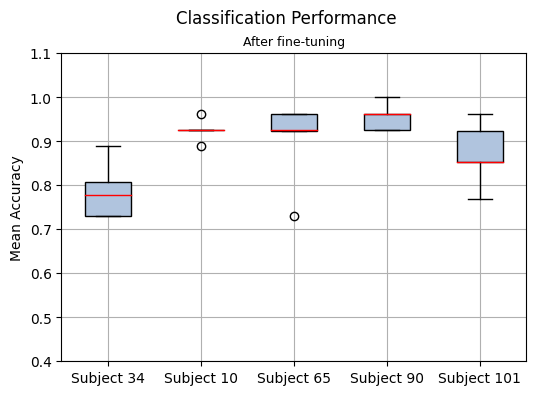 Classification Performance
After fine-tuning
Mean Accuracy
1.1
1.0
0.9
0.8
0.7
0.6
0.5
0.4
Subject 34 Subject 10 Subject 65 Subject 90 Subject 101